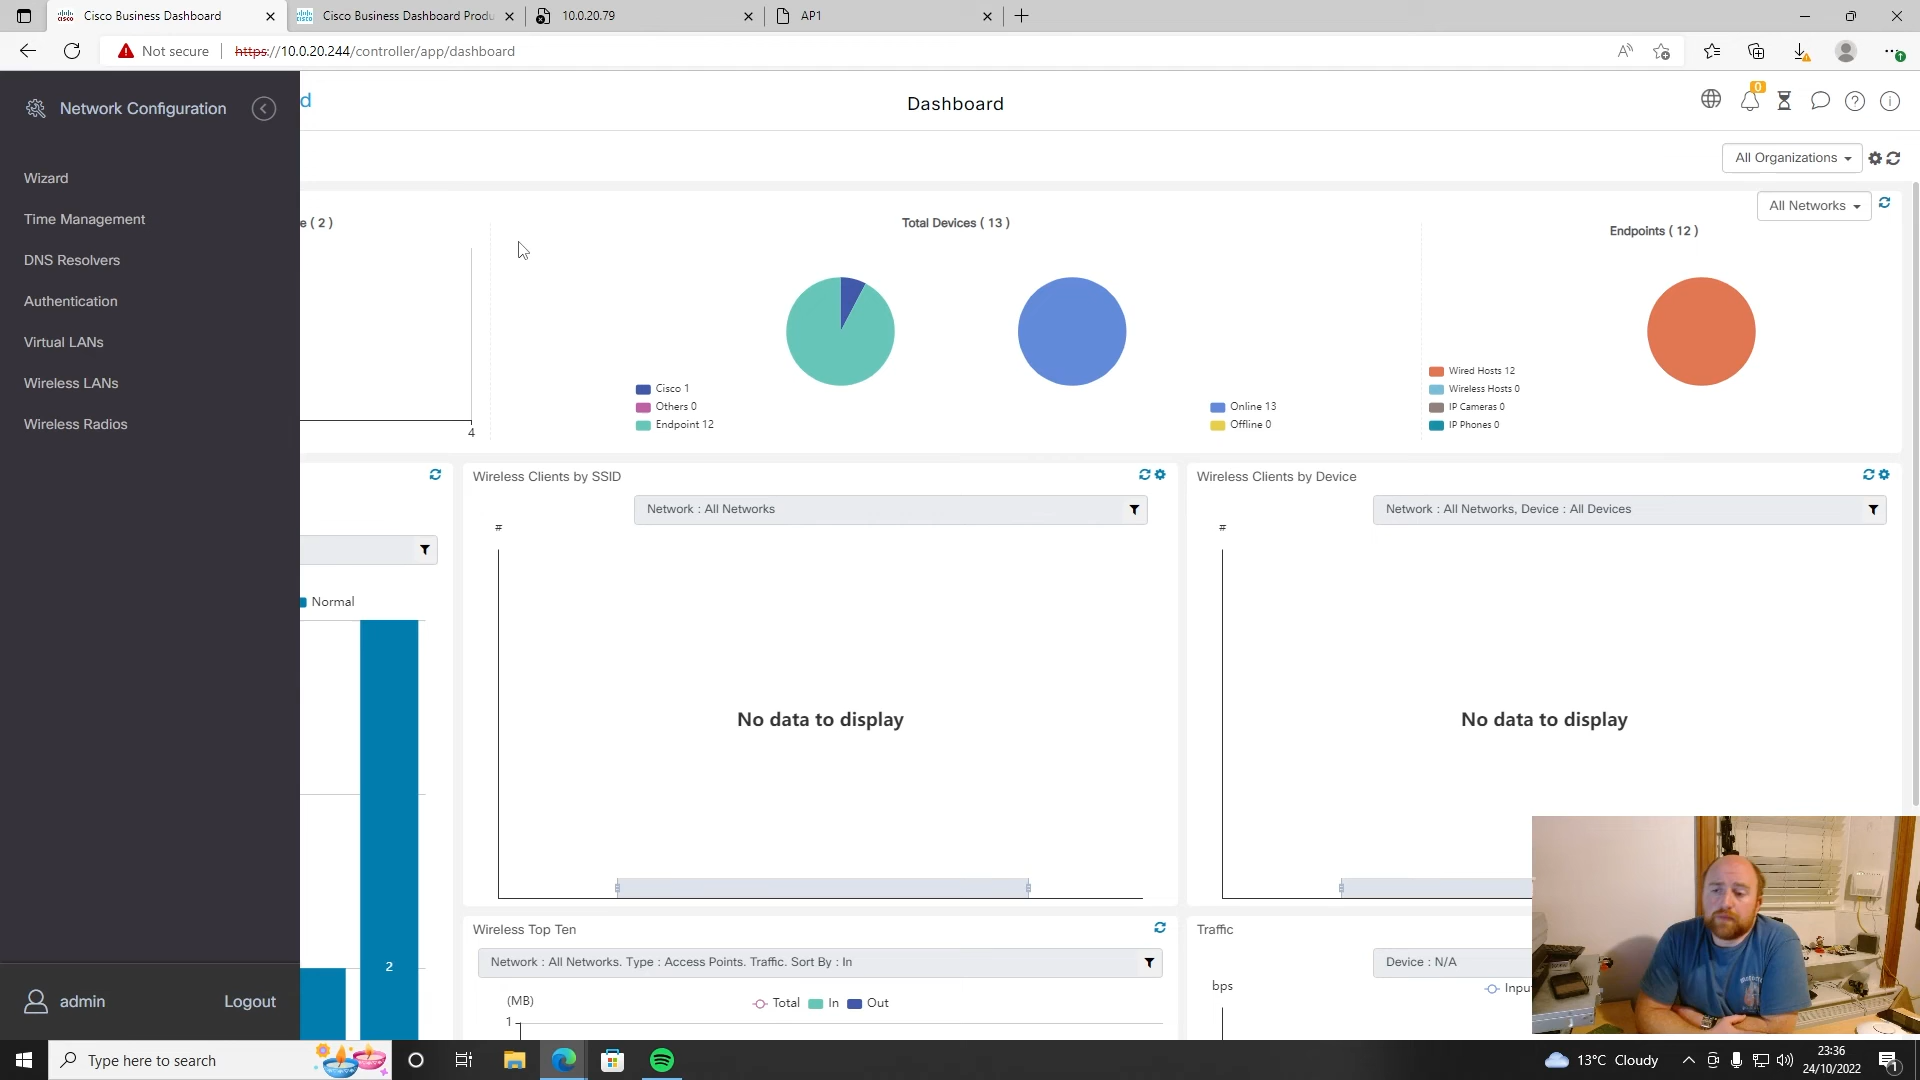 Cisco Business Dashboard
Cisco Business Dashboard Produ
10.0.20.79
AP1
Not secure
https://10.0.20.244/controller/app/dashboard
Network Configuration
d
Dashboard
0
Wizard
Time Management
DNS Resolvers
Authentication
Virtual LANs
Wireless LANs
Wireless Radios
admin
Logout
All Organizations
All Networks
e ( 2 )
4
Total Devices ( 13 )
Cisco 1
Others 0
Endpoint 12
Online 13
Offline 0
Endpoints ( 12 )
Wired Hosts 12
Wireless Hosts 0
IP Cameras 0
IP Phones 0
Normal
2
Wireless Clients by SSID
Network : All Networks
#
No data to display
Wireless Clients by Device
Network : All Networks, Device : All Devices
#
No data to display
Wireless Top Ten
Network : All Networks. Type : Access Points. Traffic. Sort By : In
(MB)
Total
In
Out
1
Traffic
Device : N/A
bps
Inpu
Type here to search
13°C Cloudy
23:36
24/10/2022
1